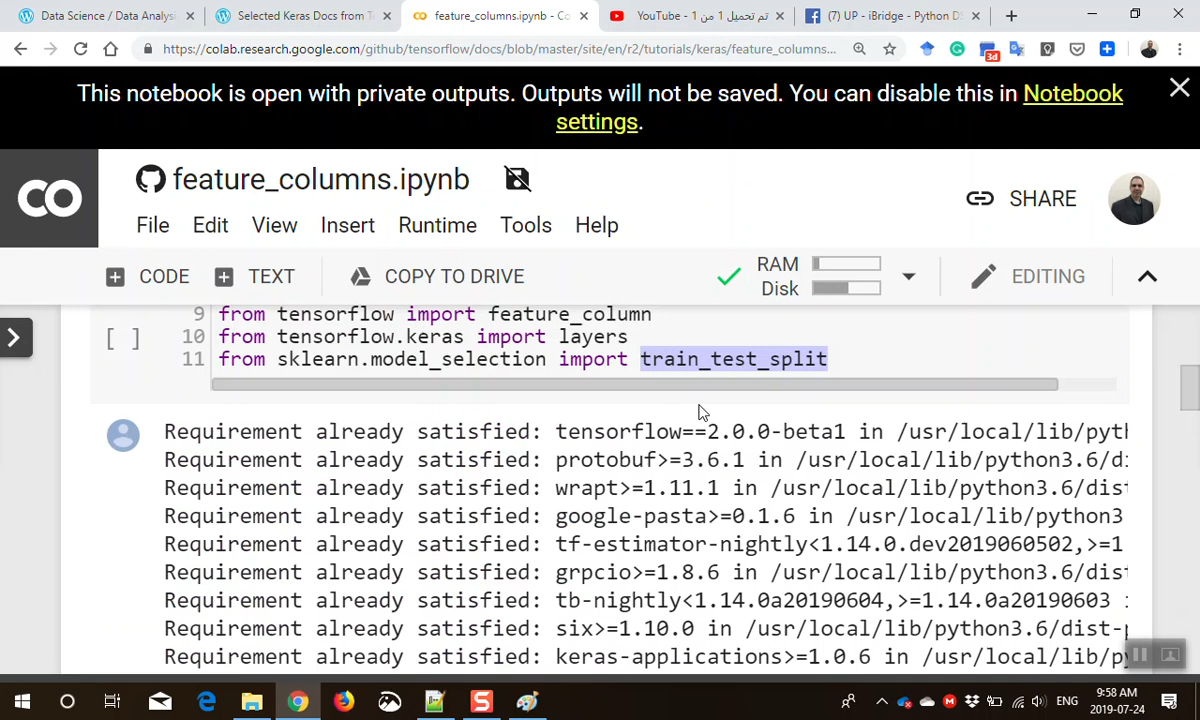 Data Science / Data Analysi
Selected Keras Docs from T
feature_columns.ipynb - Co
YouTube - 1 تم تحميل 1 من
(7) UP - iBridge - Python D
https://colab.research.google.com/github/tensorflow/docs/blob/master/site/en/r2/tutorials/keras/feature_columns...
3d
This notebook is open with private outputs. Outputs will not be saved. You can disable this in Notebook
settings.
CO
feature_columns.ipynb
SHARE
File Edit View Insert Runtime Tools Help
CODE TEXT COPY TO DRIVE
RAM
Disk
EDITING
9 from tensorflow import feature_column
[ ] 10 from tensorflow.keras import layers
11 from sklearn.model_selection import train_test_split
Requirement already satisfied: tensorflow==2.0.0-beta1 in /usr/local/lib/pyth
Requirement already satisfied: protobuf>=3.6.1 in /usr/local/lib/python3.6/di
Requirement already satisfied: wrapt>=1.11.1 in /usr/local/lib/python3.6/dist
Requirement already satisfied: google-pasta>=0.1.6 in /usr/local/lib/python3
Requirement already satisfied: tf-estimator-nightly<1.14.0.dev2019060502,>=1
Requirement already satisfied: grpcio>=1.8.6 in /usr/local/lib/python3.6/dist
Requirement already satisfied: tb-nightly<1.14.0a20190604,>=1.14.0a20190603 i
Requirement already satisfied: six>=1.10.0 in /usr/local/lib/python3.6/dist-p
Requirement already satisfied: keras-applications>=1.0.6 in /usr/local/lib/py
ENG
9:58 AM
2019-07-24